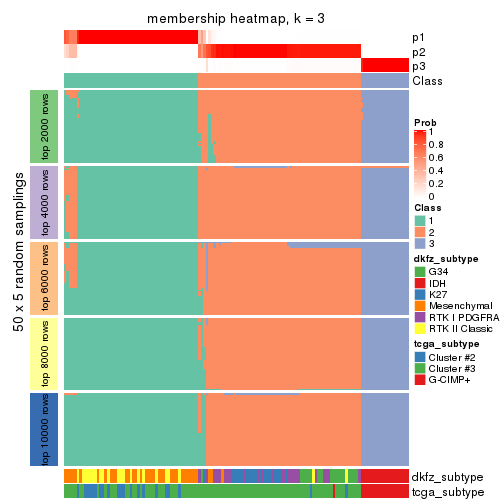 membership heatmap, k = 3
p1
p2
p3
Class
50 x 5 random samplings
top 2000 rows
top 4000 rows
top 6000 rows
top 8000 rows
top 10000 rows
Prob
1
0.8
0.6
0.4
0.2
0
Class
1
2
3
dkfz_subtype
G34
IDH
K27
Mesenchymal
RTK I PDGFRA
RTK II Classic
tcga_subtype
Cluster #2
Cluster #3
G-CIMP+
dkfz_subtype
tcga_subtype